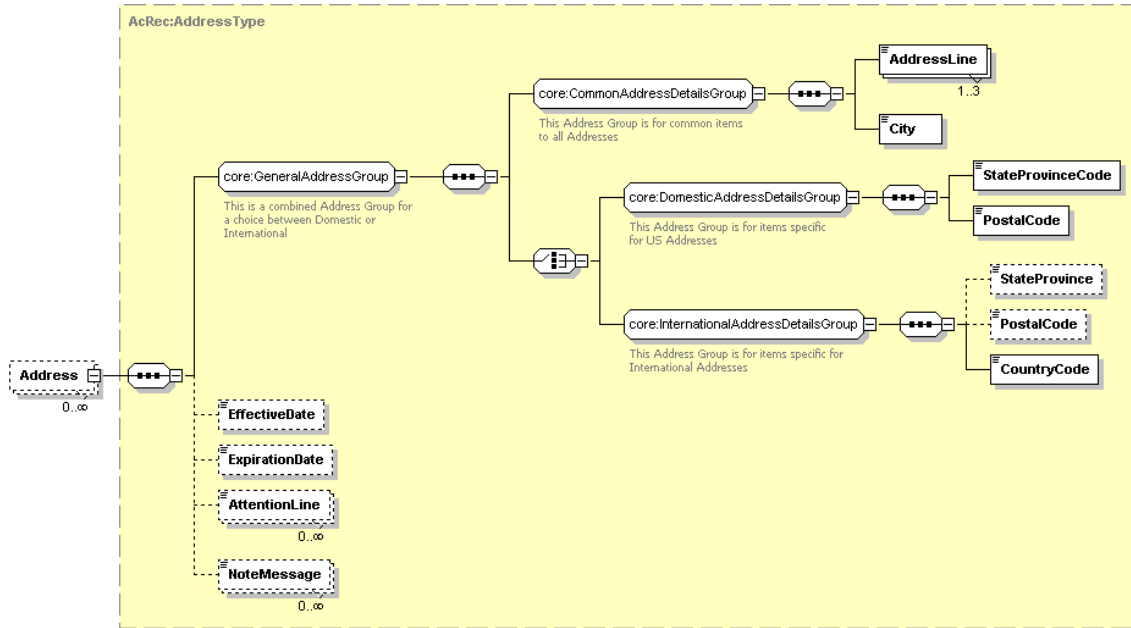 AcRec:AddressType
AddressLine
1..3
core:CommonAddressDetailsGroup
This Address Group is for common items
to all Addresses
City
core:GeneralAddressGroup
This is a combined Address Group for
a choice between Domestic or
International
StateProvinceCode
core:DomesticAddressDetailsGroup
This Address Group is for items specific
for US Addresses
PostalCode
StateProvince
core:InternationalAddressDetailsGroup
This Address Group is for items specific for
International Addresses
PostalCode
CountryCode
Address
0..∞
EffectiveDate
ExpirationDate
AttentionLine
0..∞
NoteMessage
0..∞